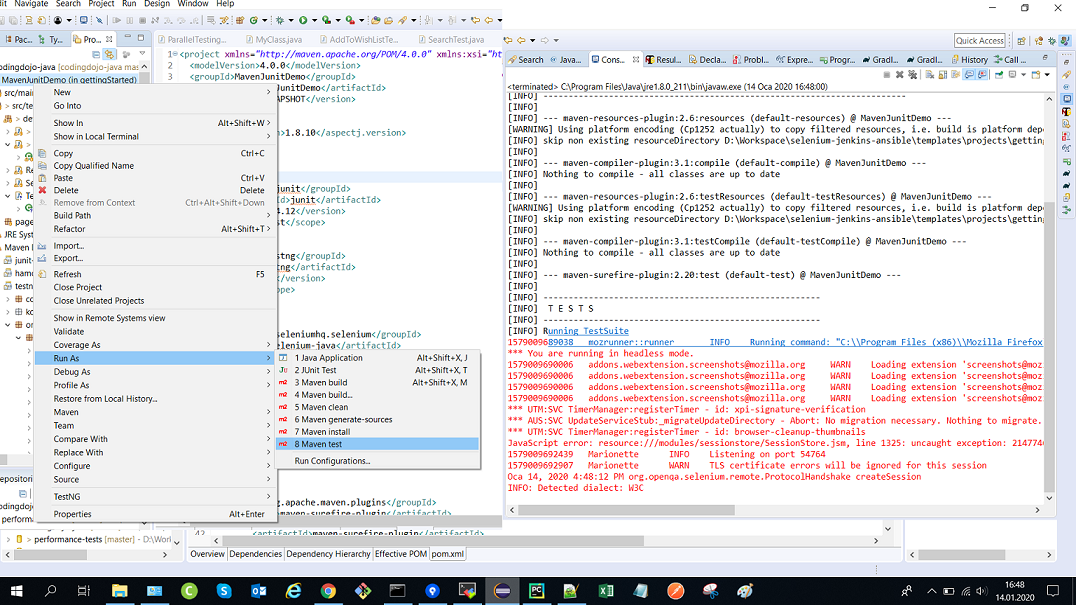 Navigate Search Project Run Design Window Help
Pac... Ty... Pro...
codingdojo-java [codingdojo-java mas
MavenJunitDemo (in gettingStarted)
src/mai
src/test
page
JRE Syst
Maven
junit-
hamc
testn
epositori
odingdojo
performa
> performance-tests [master] - D:\Work
New
Go Into
Show In Alt+Shift+W >
Show in Local Terminal
Copy Ctrl+C
Copy Qualified Name
Paste Ctrl+V
Delete Delete
Remove from Context Ctrl+Alt+Shift+Down
Build Path
Refactor Alt+Shift+T >
Import...
Export...
Refresh F5
Close Project
Close Unrelated Projects
Show in Remote Systems view
Validate
Coverage As
Run As
Debug As
Profile As
Restore from Local History...
Maven
Team
Compare With
Replace With
Configure
Source
TestNG
Properties Alt+Enter
1 Java Application Alt+Shift+X, J
2 JUnit Test Alt+Shift+X, T
3 Maven build Alt+Shift+X, M
4 Maven build...
5 Maven clean
6 Maven generate-sources
7 Maven install
8 Maven test
Run Configurations...
ParallelTesting... MyClass.java AddToWishListTe... SearchTest.java
1 <project xmlns="http://maven.apache.org/POM/4.0.0" xmlns:xsi="ht
2 <modelVersion>4.0.0</modelVersion>
3 <groupId>MavenJunitDemo</groupId>
MavenJunitDemo</artifactId>
APSHOT</version>
>1.8.10</aspectj.version>
junit</groupId>
Id>junit</artifactId>
4.12</version>
st</scope>
stng</groupId>
tng</artifactId>
</version>
ope>
seleniumhq.selenium</groupId>
selenium-java</artifactId>
g.apache.maven.plugins</groupId>
maven-surefire-plugin</artifactId>
42 <artifactId>maven-surefire-plugin</artifactId>
Overview Dependencies Dependency Hierarchy Effective POM pom.xml
Quick Access
Search Java... Cons... Resul... Decla... Probl... Expre... Progr... Gradl... Gradl... History Call ...
<terminated> C:\Program Files\Java\jre1.8.0_211\bin\javaw.exe (14 Oca 2020 16:48:00)
[INFO] ------------------------------------------------------------------------
[INFO]
[INFO] --- maven-resources-plugin:2.6:resources (default-resources) @ MavenJunitDemo ---
[WARNING] Using platform encoding (Cp1252 actually) to copy filtered resources, i.e. build is platform dep
[INFO] skip non existing resourceDirectory D:\Workspace\selenium-jenkins-ansible\templates\projects\gettin
[INFO]
[INFO] --- maven-compiler-plugin:3.1:compile (default-compile) @ MavenJunitDemo ---
[INFO] Nothing to compile - all classes are up to date
[INFO]
[INFO] --- maven-resources-plugin:2.6:testResources (default-testResources) @ MavenJunitDemo ---
[WARNING] Using platform encoding (Cp1252 actually) to copy filtered resources, i.e. build is platform dep
[INFO] skip non existing resourceDirectory D:\Workspace\selenium-jenkins-ansible\templates\projects\gettin
[INFO]
[INFO] --- maven-compiler-plugin:3.1:testCompile (default-testCompile) @ MavenJunitDemo ---
[INFO] Nothing to compile - all classes are up to date
[INFO]
[INFO] --- maven-surefire-plugin:2.20:test (default-test) @ MavenJunitDemo ---
[INFO]
[INFO] -------------------------------------------------------
[INFO] T E S T S
[INFO] -------------------------------------------------------
[INFO] Running TestSuite
1579009689038 mozrunner::runner INFO Running command: "C:\\Program Files (x86)\\Mozilla Firefox
*** You are running in headless mode.
1579009690006 addons.webextension.screenshots@mozilla.org WARN Loading extension 'screenshots@moz
1579009690006 addons.webextension.screenshots@mozilla.org WARN Loading extension 'screenshots@moz
1579009690006 addons.webextension.screenshots@mozilla.org WARN Loading extension 'screenshots@moz
*** UTM:SVC TimerManager:registerTimer - id: xpi-signature-verification
*** AUS:SVC UpdateServiceStub:_migrateUpdateDirectory - Abort: No migration necessary. Nothing to migrate.
*** UTM:SVC TimerManager:registerTimer - id: browser-cleanup-thumbnails
JavaScript error: resource:///modules/sessionstore/SessionStore.jsm, line 1325: uncaught exception: 214774
1579009692439 Marionette INFO Listening on port 54764
1579009692907 Marionette WARN TLS certificate errors will be ignored for this session
Oca 14, 2020 4:48:12 PM org.openqa.selenium.remote.ProtocolHandshake createSession
INFO: Detected dialect: W3C
16:48
14.01.2020